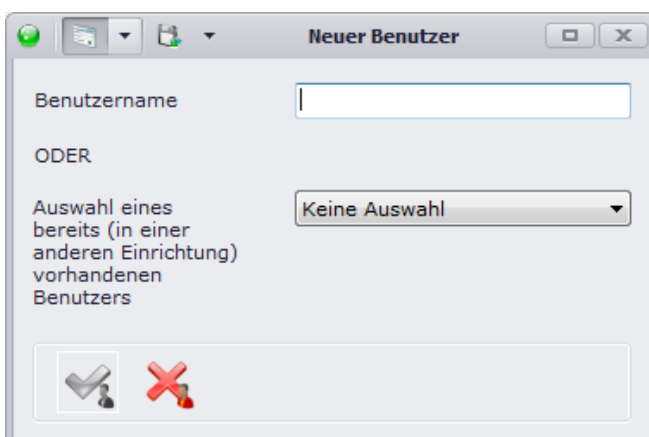 Neuer Benutzer
Benutzername
ODER
Auswahl eines
bereits (in einer
anderen Einrichtung)
vorhandenen
Benutzers
Keine Auswahl